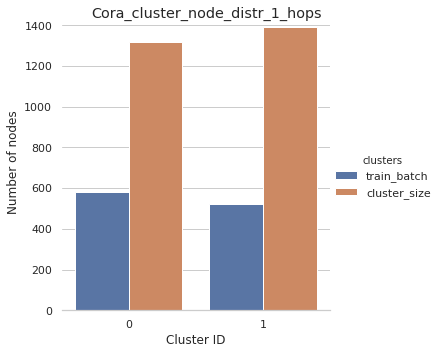 Cora_cluster_node_distr_1_hops
1400
1200
1000
800
600
400
200
0
Number of nodes
0 1
Cluster ID
clusters
train_batch
cluster_size